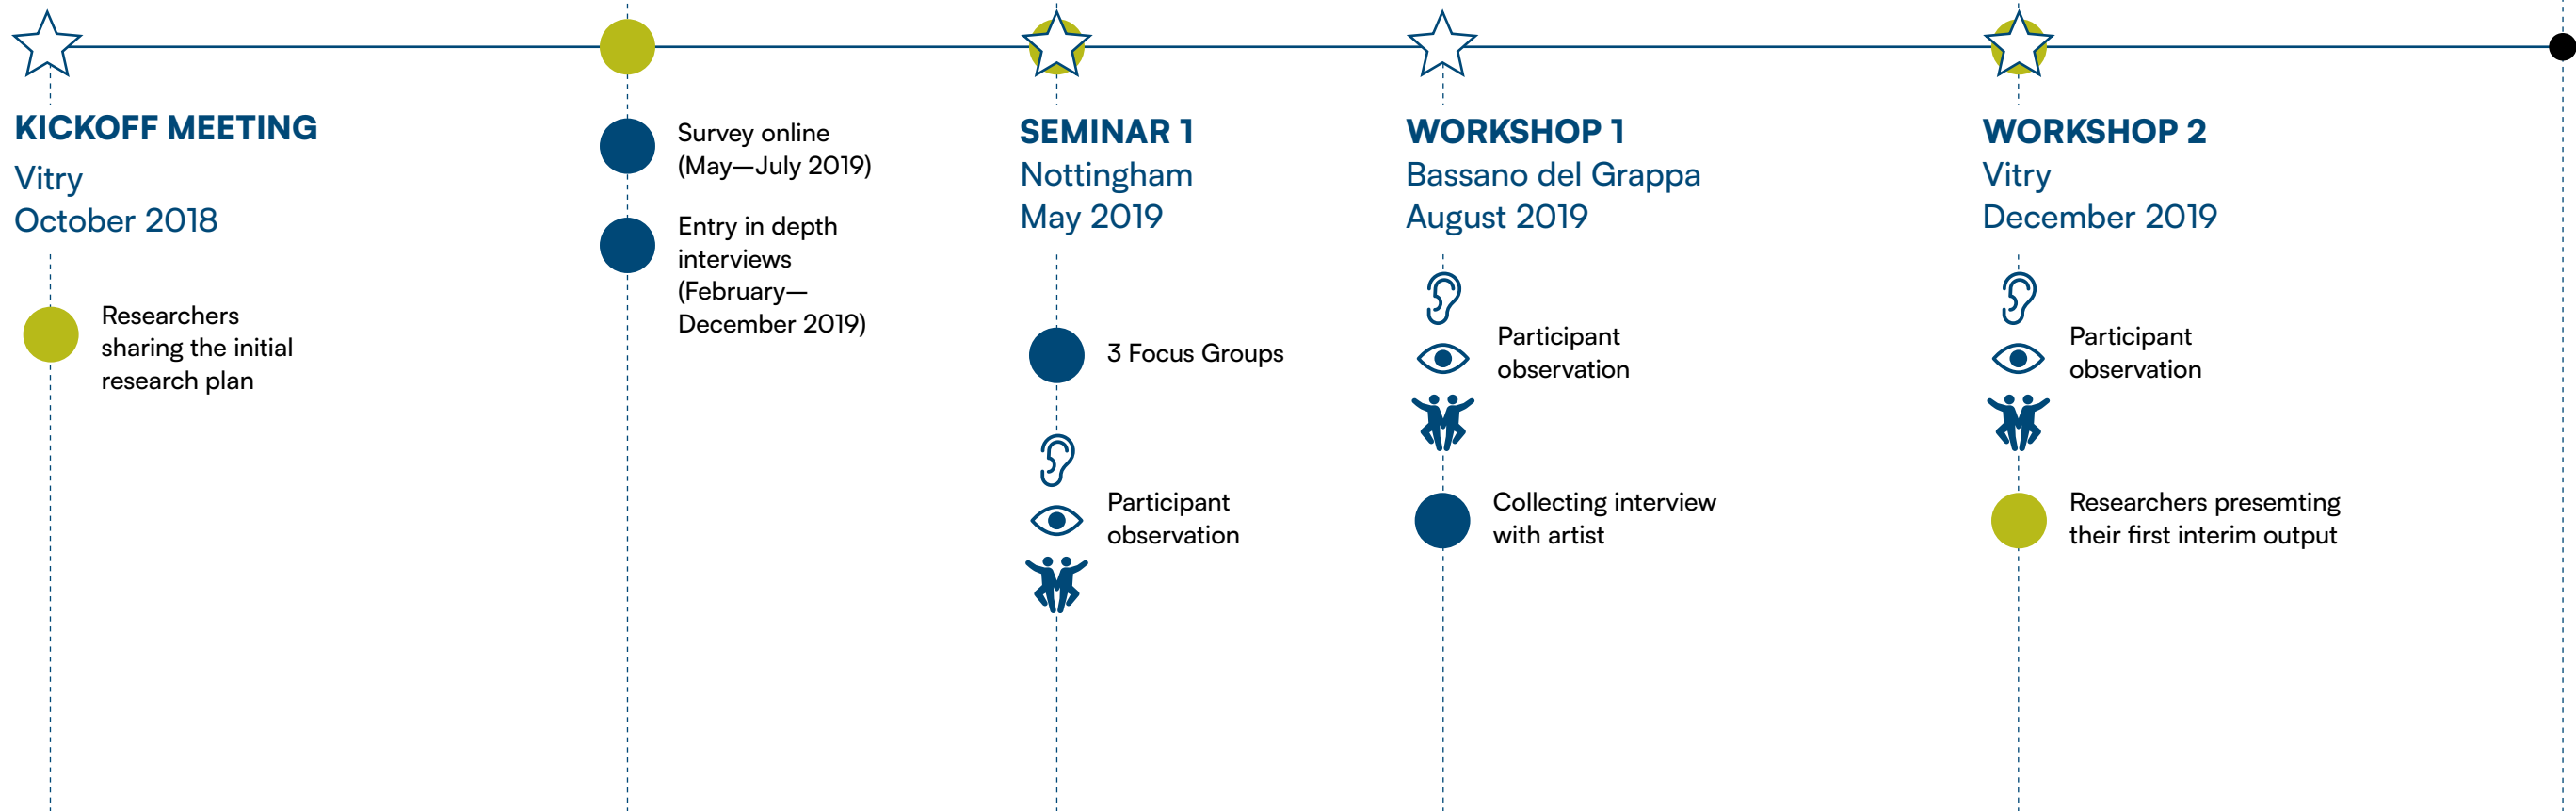 KICKOFF MEETING
Vitry
October 2018
Researchers
sharing the initial
research plan
Survey online
(May—July 2019)
Entry in depth
interviews
(February—
December 2019)
SEMINAR 1
Nottingham
May 2019
3 Focus Groups
Participant
observation
WORKSHOP 1
Bassano del Grappa
August 2019
Participant
observation
Collecting interview
with artist
WORKSHOP 2
Vitry
December 2019
Participant
observation
Researchers presemting
their first interim output